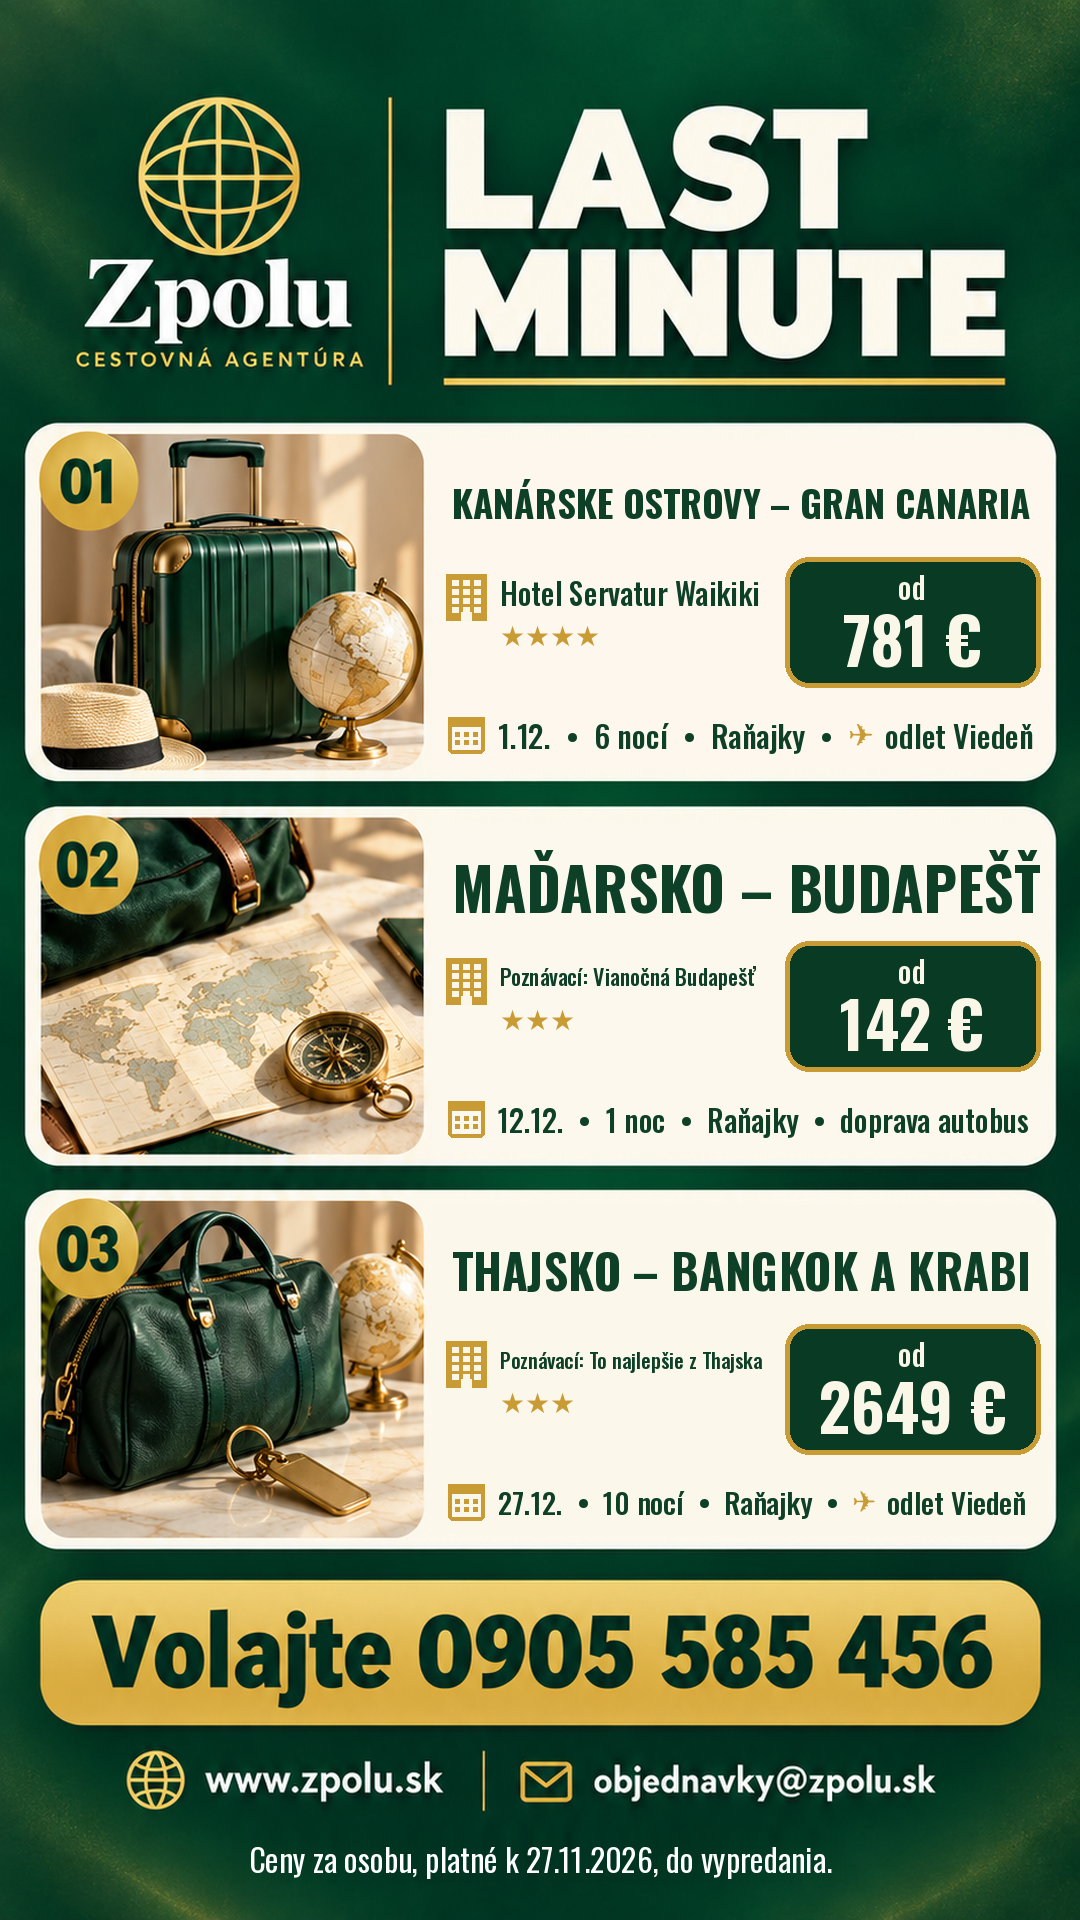 Zpolu
CESTOVNÁ AGENTÚRA
LAST
MINUTE
01
KANÁRSKE OSTROVY – GRAN CANARIA
Hotel Servatur Waikiki
★★★★
od
781 €
1.12. • 6 nocí • Raňajky • ✈ odlet Viedeň
02
MAĎARSKO – BUDAPEŠŤ
Poznávací: Vianočná Budapešť
★★★
od
142 €
12.12. • 1 noc • Raňajky • doprava autobus
03
THAJSKO – BANGKOK A KRABI
Poznávací: To najlepšie z Thajska
★★★
od
2649 €
27.12. • 10 nocí • Raňajky • ✈ odlet Viedeň
Volajte 0905 585 456
www.zpolu.sk
objednavky@zpolu.sk
Ceny za osobu, platné k 27.11.2026, do vypredania.